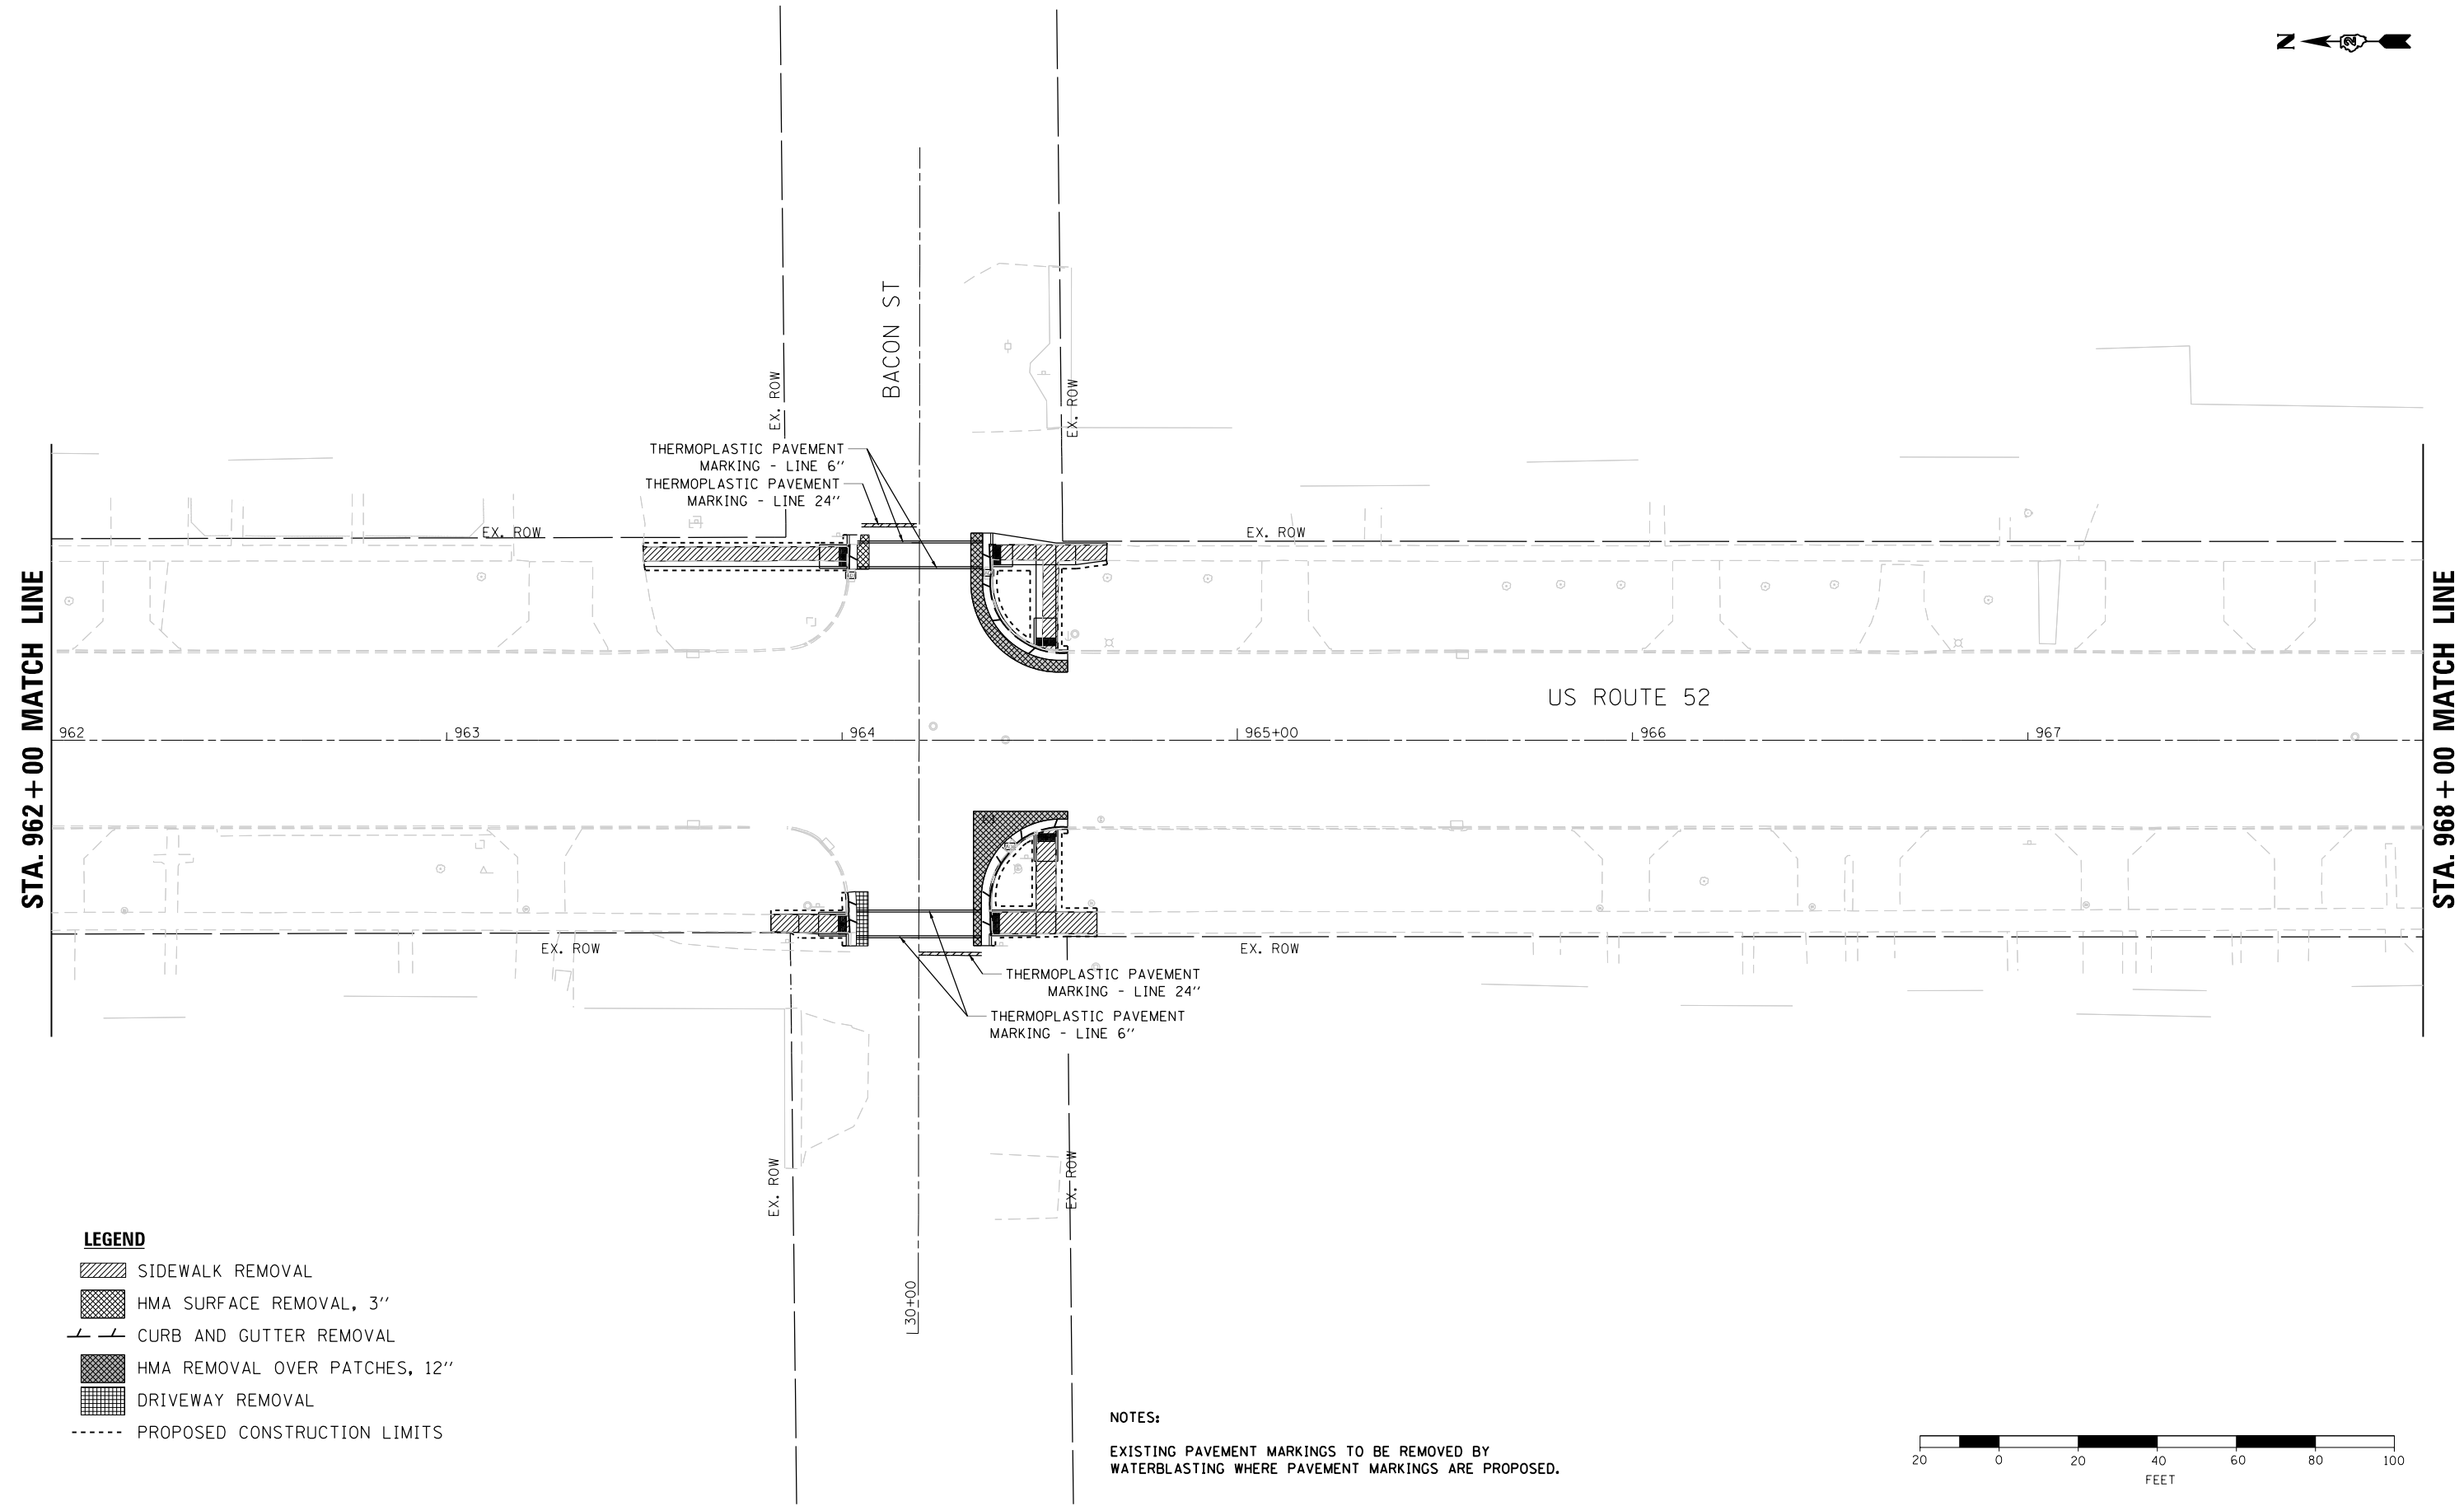 N
2
BACON ST
EX. ROW
EX. ROW
THERMOPLASTIC PAVEMENT
MARKING - LINE 6"
THERMOPLASTIC PAVEMENT
MARKING - LINE 24"
EX. ROW
EX. ROW
STA. 962+00 MATCH LINE
STA. 968+00 MATCH LINE
US ROUTE 52
962
963
964
965+00
966
967
EX. ROW
EX. ROW
THERMOPLASTIC PAVEMENT
MARKING - LINE 24"
THERMOPLASTIC PAVEMENT
MARKING - LINE 6"
EX. ROW
EX. ROW
30+00
LEGEND
SIDEWALK REMOVAL
HMA SURFACE REMOVAL, 3"
CURB AND GUTTER REMOVAL
HMA REMOVAL OVER PATCHES, 12"
DRIVEWAY REMOVAL
PROPOSED CONSTRUCTION LIMITS
NOTES:
EXISTING PAVEMENT MARKINGS TO BE REMOVED BY
WATERBLASTING WHERE PAVEMENT MARKINGS ARE PROPOSED.
20 0 20 40 60 80 100
FEET